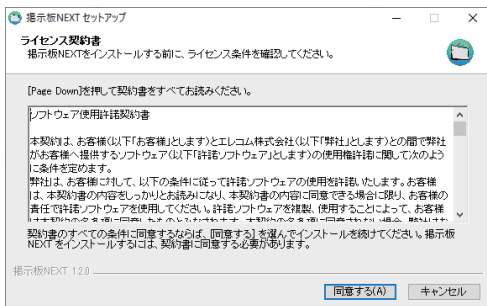 掲示板NEXT セットアップ
ライセンス契約書
掲示板NEXTをインストールする前に、ライセンス条件を確認してください。
[Page Down]を押して契約書をすべてお読みください。
ソフトウェア使用許諾契約書
本契約は、お客様(以下「お客様」とします)とエレコム株式会社(以下「弊社」とします)との間で弊社
がお客様へ提供するソフトウェア(以下「許諾ソフトウェア」とします)の使用権許諾に関して次のよう
に条件を定めます。
弊社は、お客様に対して、以下の条件に従って許諾ソフトウェアの使用を許諾いたします。お客様
は、本契約書の内容をしっかりとお読みになり、本契約書の内容に同意できる場合に限り、お客様の
責任で許諾ソフトウェアを使用してください。許諾ソフトウェアを複製、使用することによって、お客様
契約書のすべての条件に同意するならば、[同意する] を選んでインストールを続けてください。掲示板
NEXT をインストールするには、契約書に同意する必要があります。
掲示板NEXT 1.2.0
同意する(A)
キャンセル